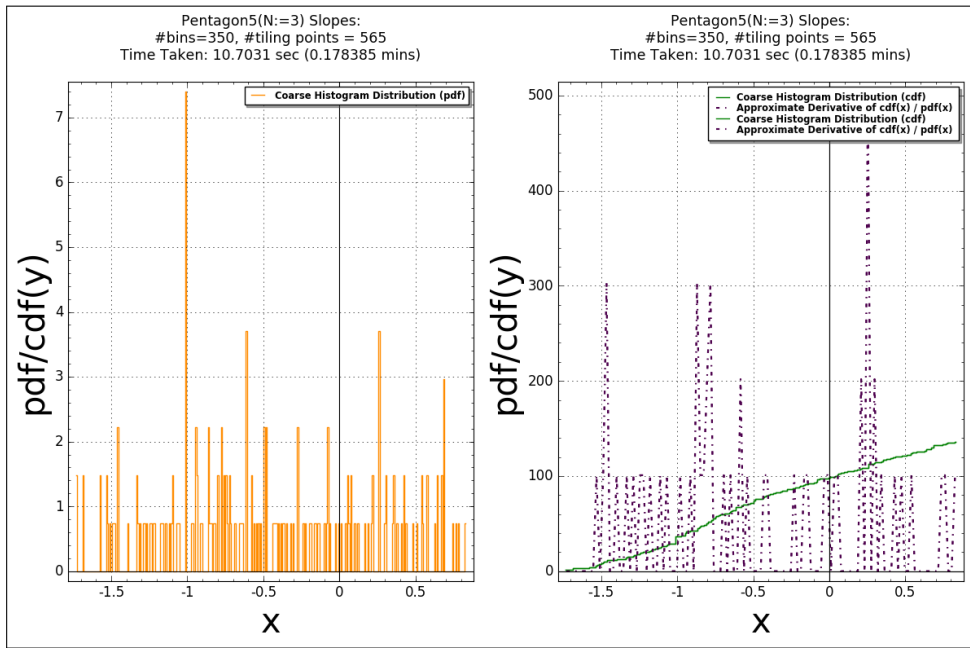 Pentagon5(N:=3) Slopes:
#bins=350, #tiling points = 565
Time Taken: 10.7031 sec (0.178385 mins)
Coarse Histogram Distribution (pdf)
pdf/cdf(y)
7
6
5
4
3
2
1
0
-1.5
-1
-0.5
0
0.5
x
Pentagon5(N:=3) Slopes:
#bins=350, #tiling points = 565
Time Taken: 10.7031 sec (0.178385 mins)
Coarse Histogram Distribution (cdf)
Approximate Derivative of cdf(x) / pdf(x)
Coarse Histogram Distribution (cdf)
Approximate Derivative of cdf(x) / pdf(x)
pdf/cdf(y)
500
400
300
200
100
0
-1.5
-1
-0.5
0
0.5
x